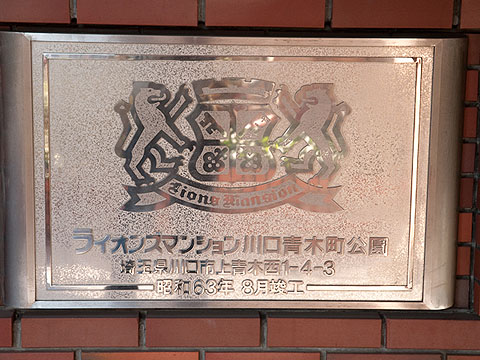 Lions Mansion
ライオンズマンション川口青木町公園
埼玉県川口市上青木西1-4-3
昭和63年 8月竣工